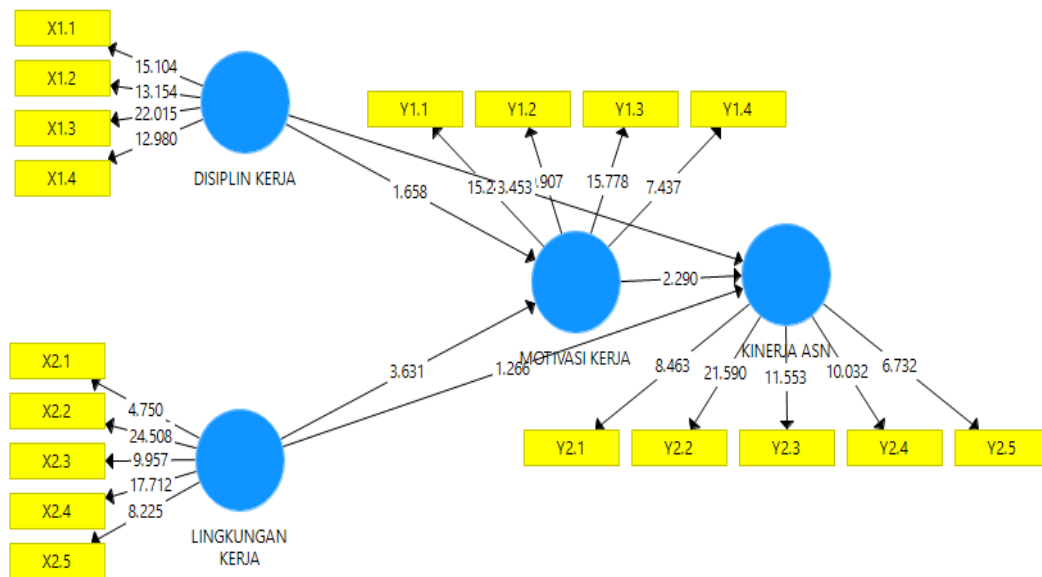 X1.1
X1.2
X1.3
X1.4
15.104
13.154
22.015
12.980
DISIPLIN KERJA
Y1.1
Y1.2
Y1.3
Y1.4
3.453
15.778
7.437
1.658
2.290
MOTIVASI KERJA
KINERJA ASN
3.631
1.266
X2.1
X2.2
X2.3
X2.4
X2.5
4.750
24.508
9.957
17.712
8.225
LINGKUNGAN
KERJA
8.463
21.590
11.553
10.032
6.732
Y2.1
Y2.2
Y2.3
Y2.4
Y2.5